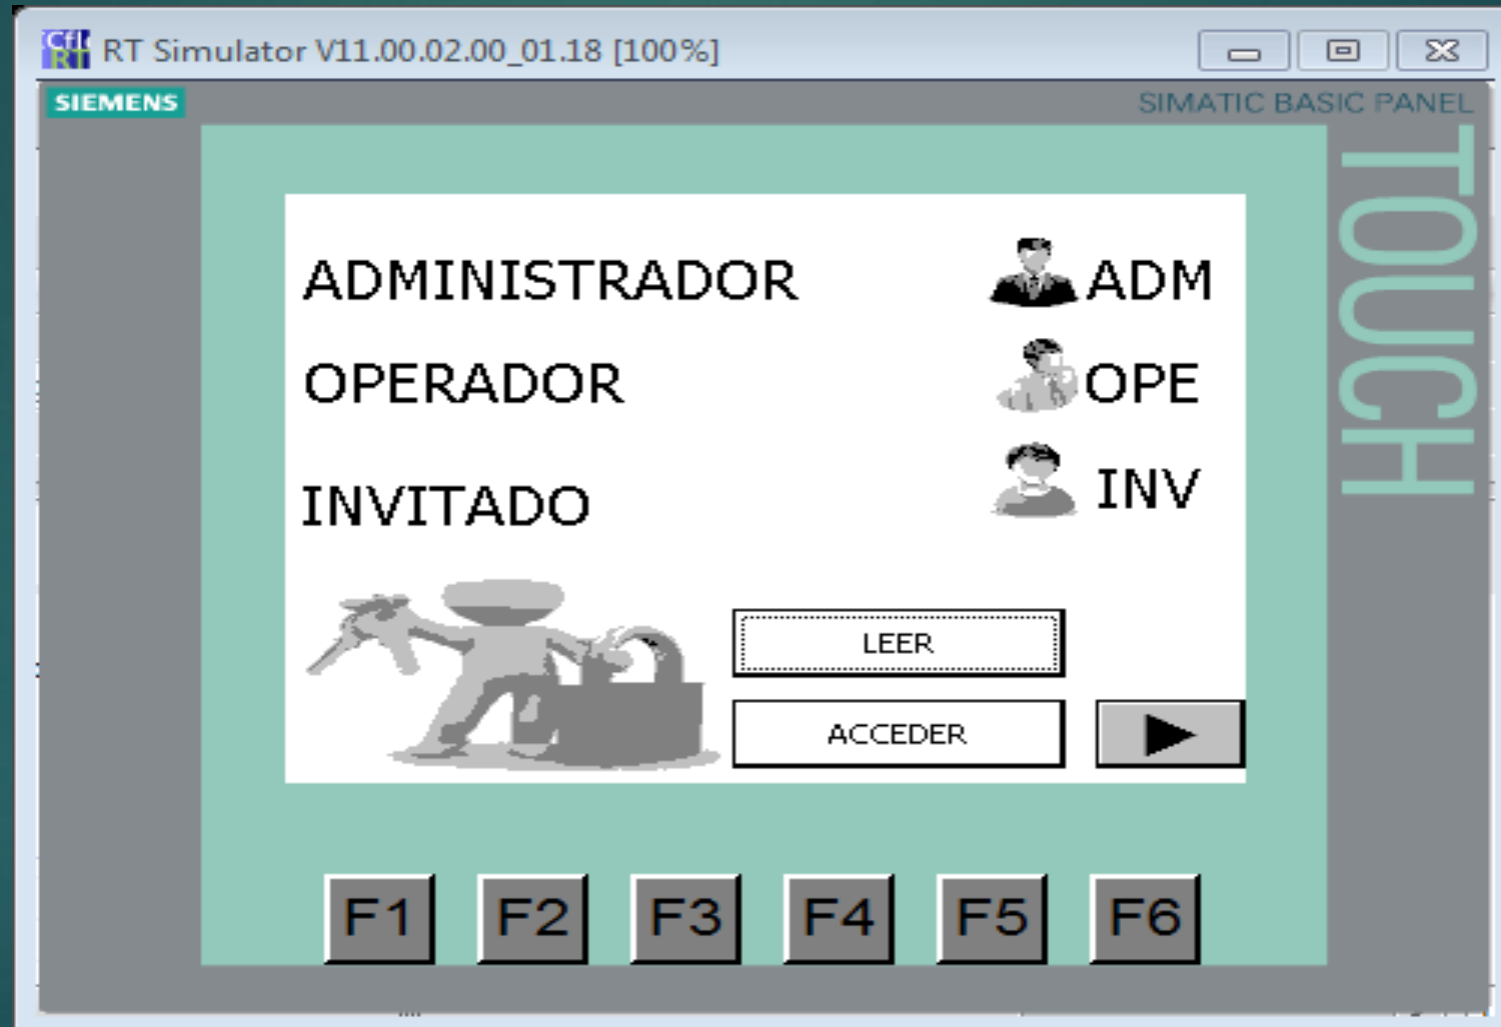 RT Simulator V11.00.02.00_01.18 [100%]
SIEMENS
SIMATIC BASIC PANEL
TOUCH
ADMINISTRADOR
ADM
OPERADOR
OPE
INVITADO
INV
LEER
ACCEDER
F1 F2 F3 F4 F5 F6